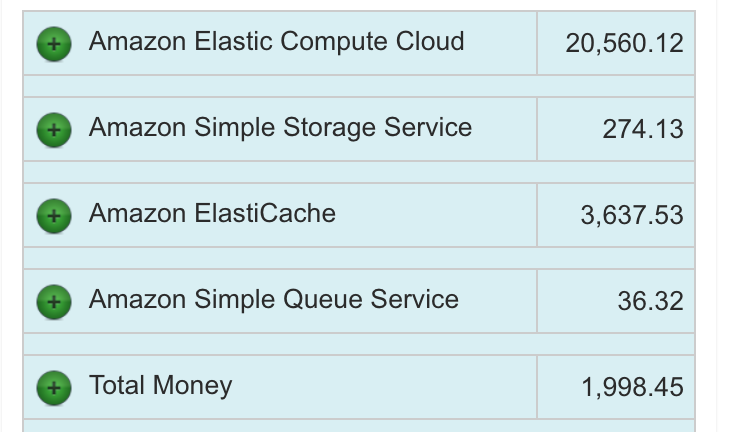 Amazon Elastic Compute Cloud 20,560.12
Amazon Simple Storage Service 274.13
Amazon ElastiCache 3,637.53
Amazon Simple Queue Service 36.32
Total Money 1,998.45